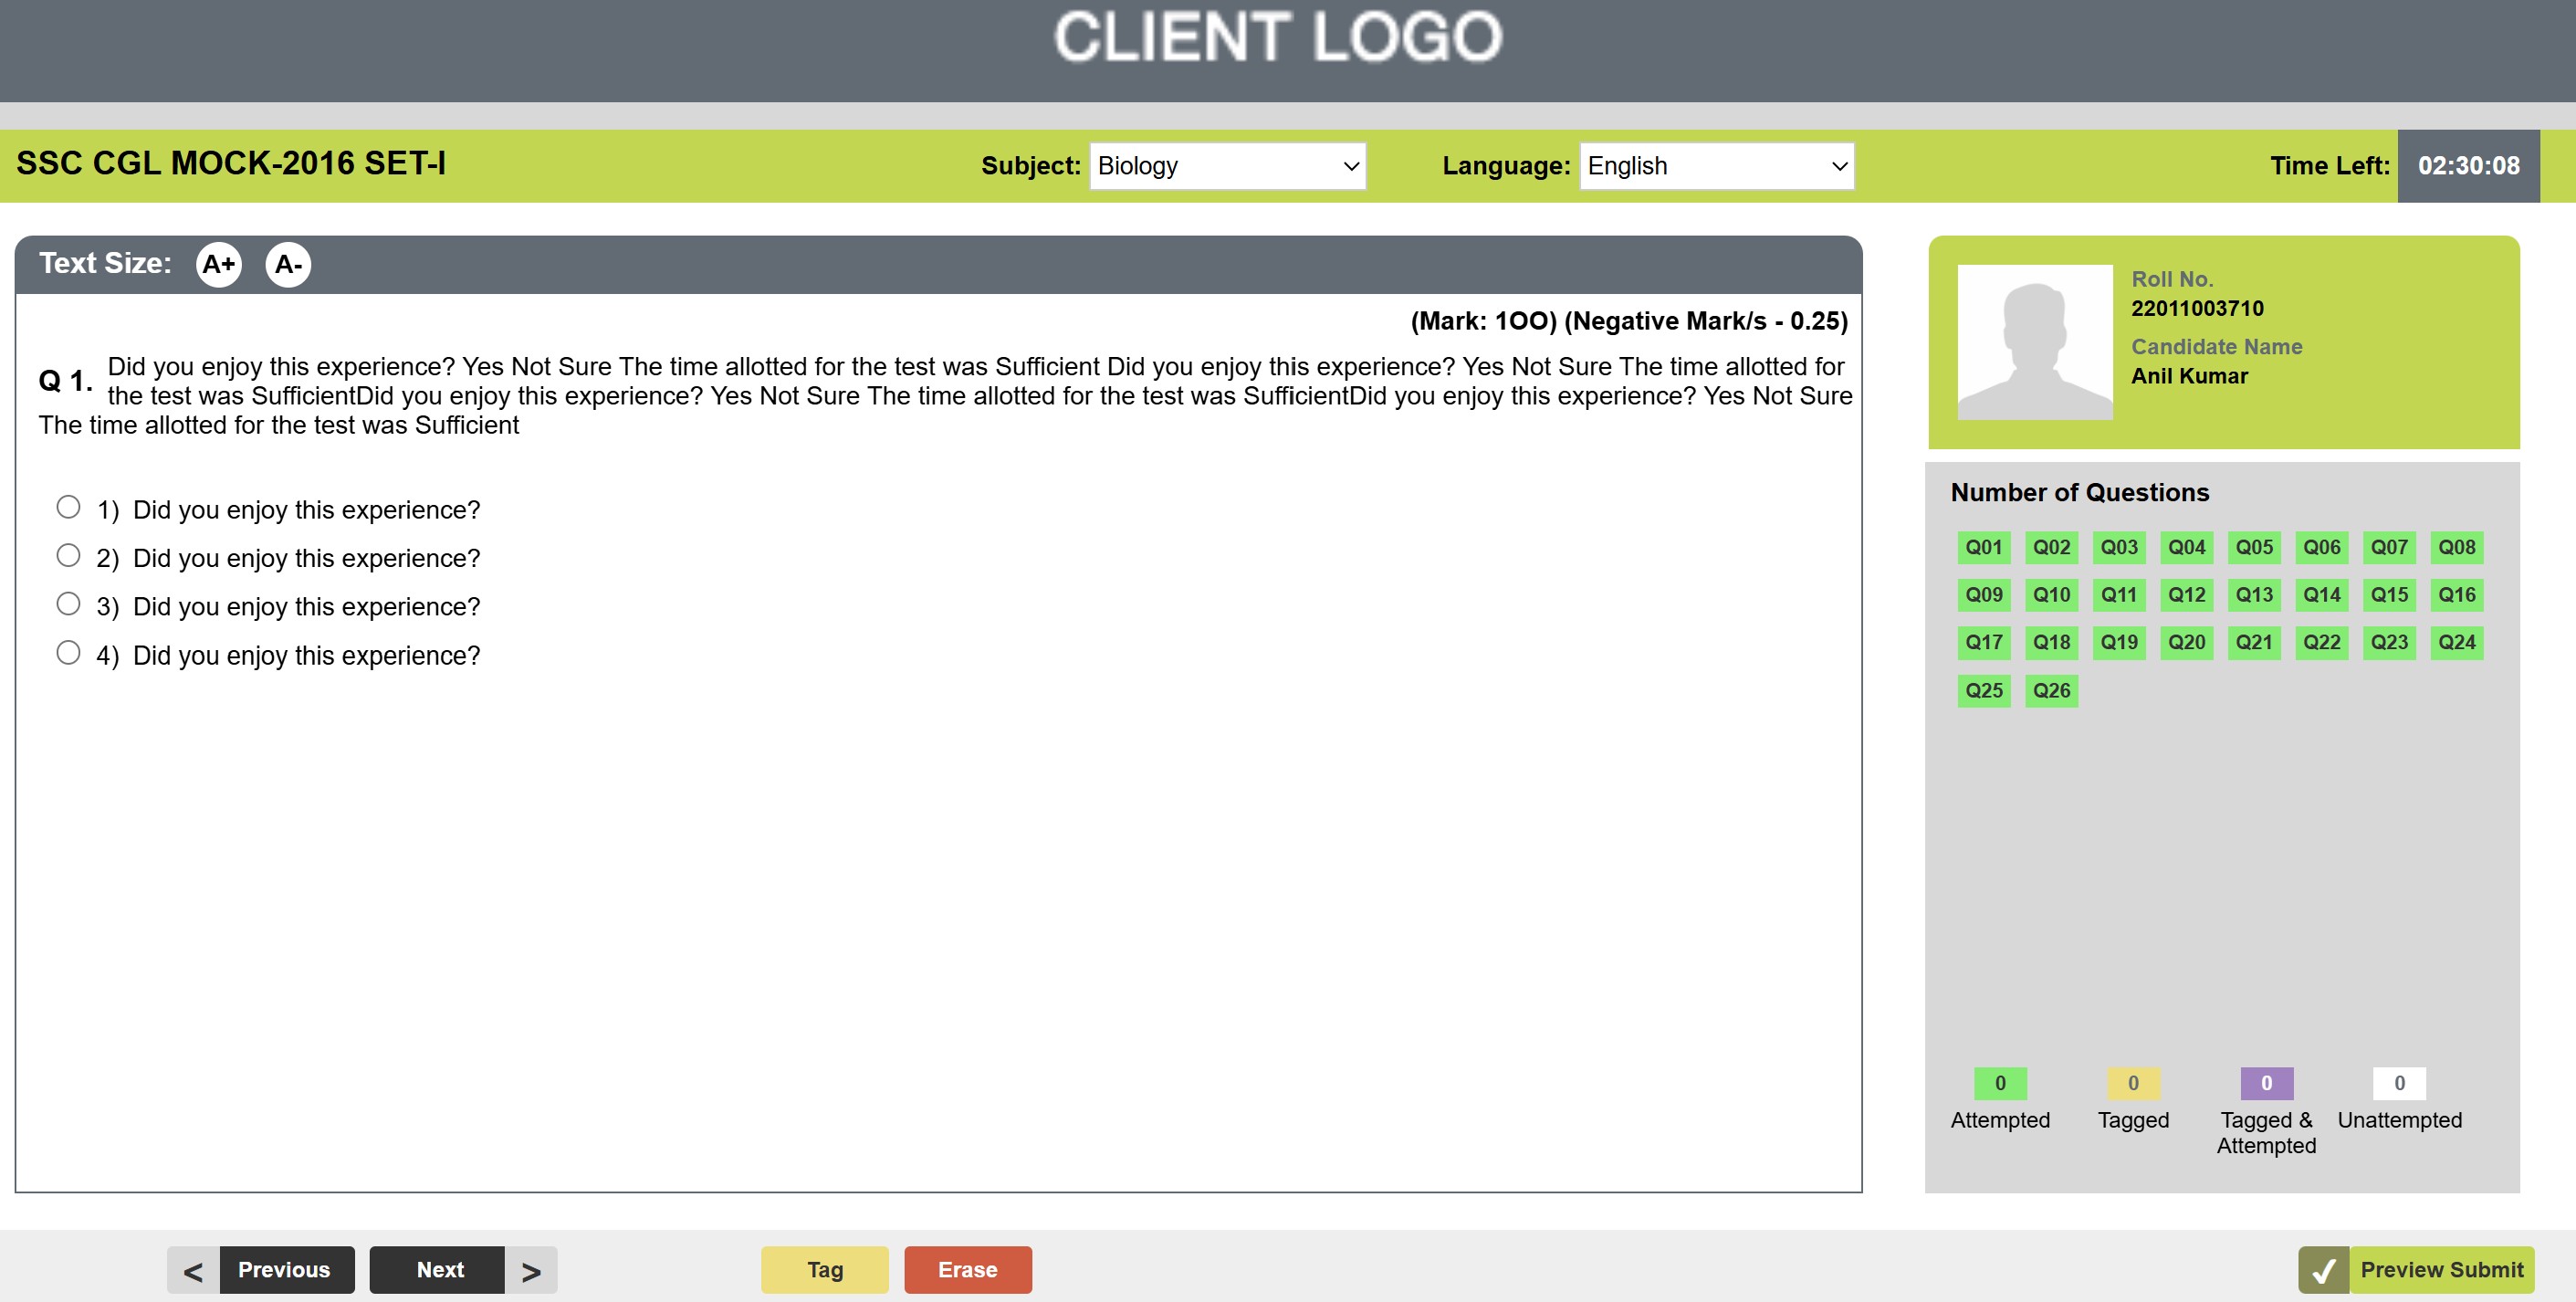 CLIENT LOGO
SSC CGL MOCK-2016 SET-I
Subject: Biology
Language: English
Time Left: 02:30:08
Text Size: A+ A-
(Mark: 1OO) (Negative Mark/s - 0.25)
Q 1. Did you enjoy this experience? Yes Not Sure The time allotted for the test was Sufficient Did you enjoy this experience? Yes Not Sure The time allotted for
the test was SufficientDid you enjoy this experience? Yes Not Sure The time allotted for the test was SufficientDid you enjoy this experience? Yes Not Sure
The time allotted for the test was Sufficient
1) Did you enjoy this experience?
2) Did you enjoy this experience?
3) Did you enjoy this experience?
4) Did you enjoy this experience?
Roll No.
22011003710
Candidate Name
Anil Kumar
Number of Questions
Q01 Q02 Q03 Q04 Q05 Q06 Q07 Q08
Q09 Q10 Q11 Q12 Q13 Q14 Q15 Q16
Q17 Q18 Q19 Q20 Q21 Q22 Q23 Q24
Q25 Q26
0 0 0 0
Attempted Tagged Tagged & Unattempted
Attempted
< Previous Next >
Tag Erase
Preview Submit